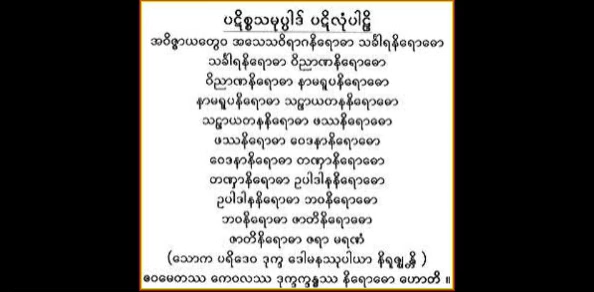 ပဋိစ္စသမုပ္ပါဒ် ပဋိလုံပါဠိ
အဝိဇ္ဇာယတွေဝ အသေသဝိရာဂနိရောဓာ သင်္ခါရနိရောဓော
သင်္ခါရနိရောဓာ ဝိညာဏနိရောဓော
ဝိညာဏနိရောဓာ နာမရူပနိရောဓော
နာမရူပနိရောဓာ သဠာယတနနိရောဓော
သဠာယတနနိရောဓာ ဖဿနိရောဓော
ဖဿနိရောဓာ ဝေဒနာနိရောဓော
ဝေဒနာနိရောဓာ တဏှာနိရောဓော
တဏှာနိရောဓာ ဥပါဒါနနိရောဓော
ဥပါဒါနနိရောဓာ ဘဝနိရောဓော
ဘဝနိရောဓာ ဇာတိနိရောဓော
ဇာတိနိရောဓာ ဇရာ မရဏံ
(သောက ပရိဒေဝ ဒုက္ခ ဒေါမနဿုပါယာ နိရုဇ္ဈန္တိ )
ဧဝမေတဿ ကေဝလဿ ဒုက္ခက္ခန္ဓဿ နိရောဓော ဟောတိ ။